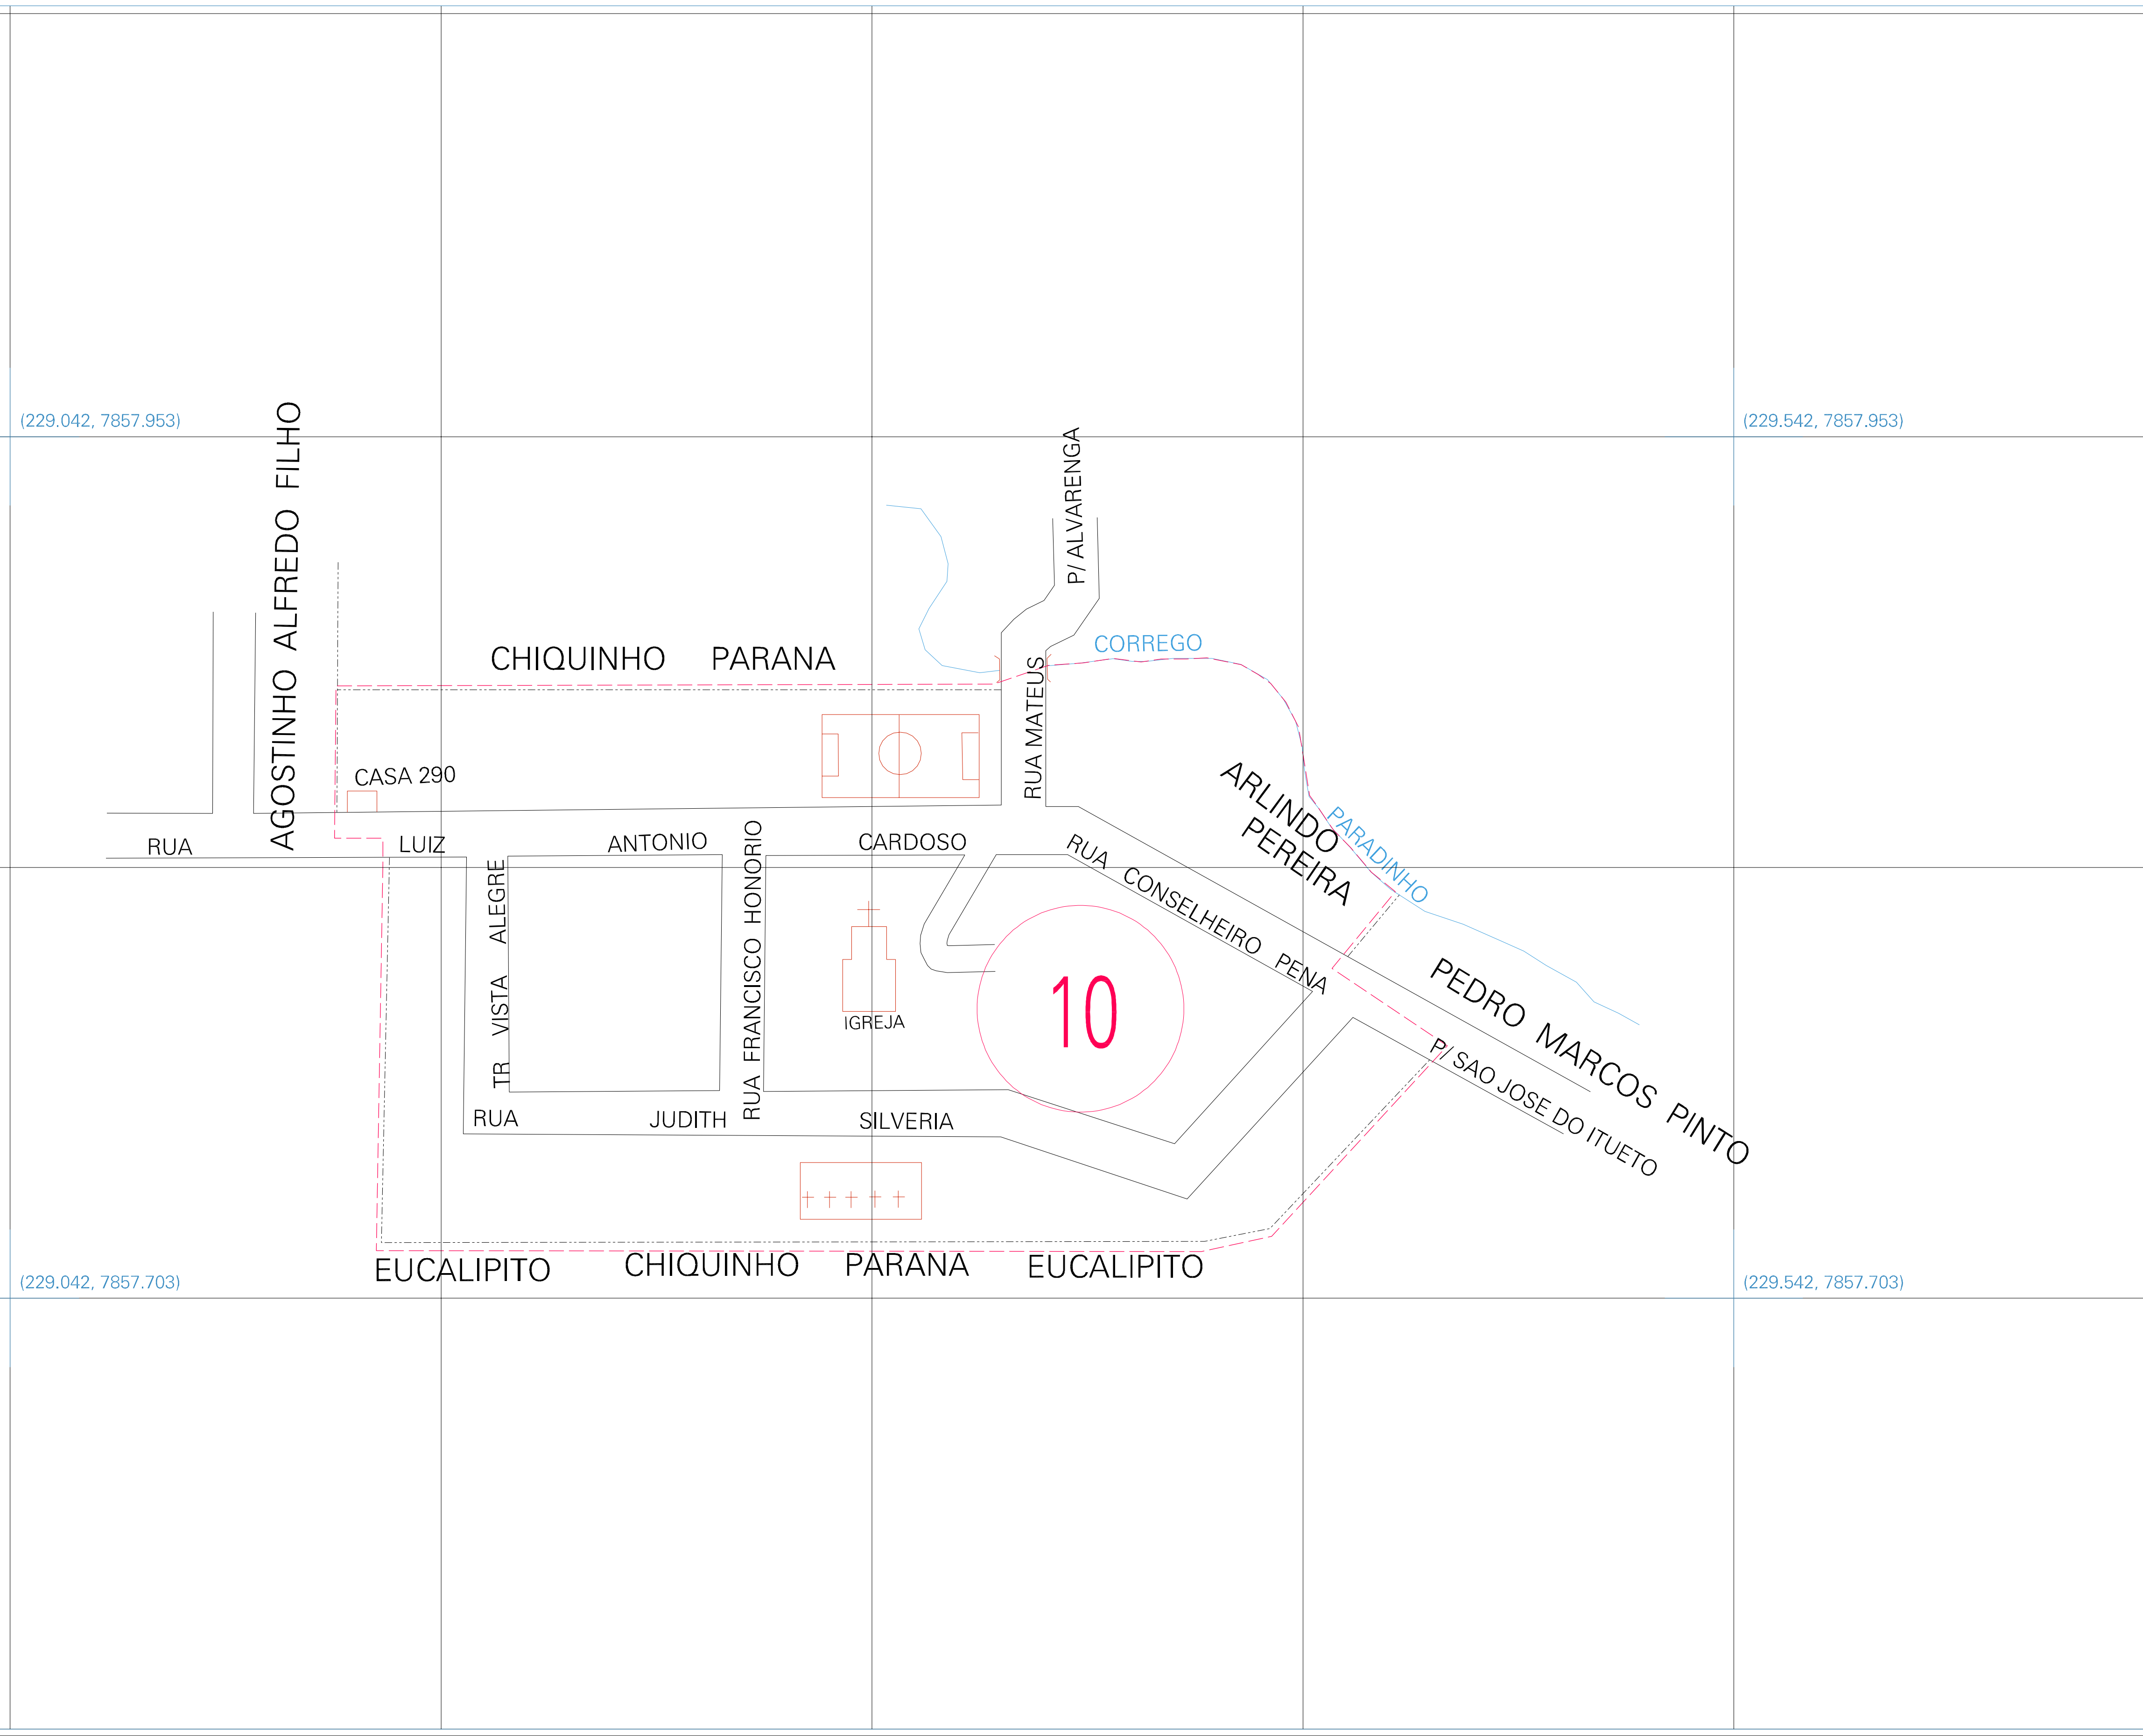 (229.042, 7857.953)
(229.542, 7857.953)
AGOSTINHO ALFREDO FILHO
P/ ALVARENGA
CHIQUINHO PARANA
CORREGO
RUA MATEUS
CASA 290
ARLINDO
PEREIRA
PARADINHO
RUA LUIZ ANTONIO CARDOSO
RUA CONSELHEIRO PENA
TR VISTA ALEGRE
RUA FRANCISCO HONORIO
IGREJA
10
PEDRO MARCOS PINTO
P/ SAO JOSE DO ITUETO
RUA JUDITH SILVERIA
EUCALIPITO CHIQUINHO PARANA EUCALIPITO
(229.042, 7857.703)
(229.542, 7857.703)